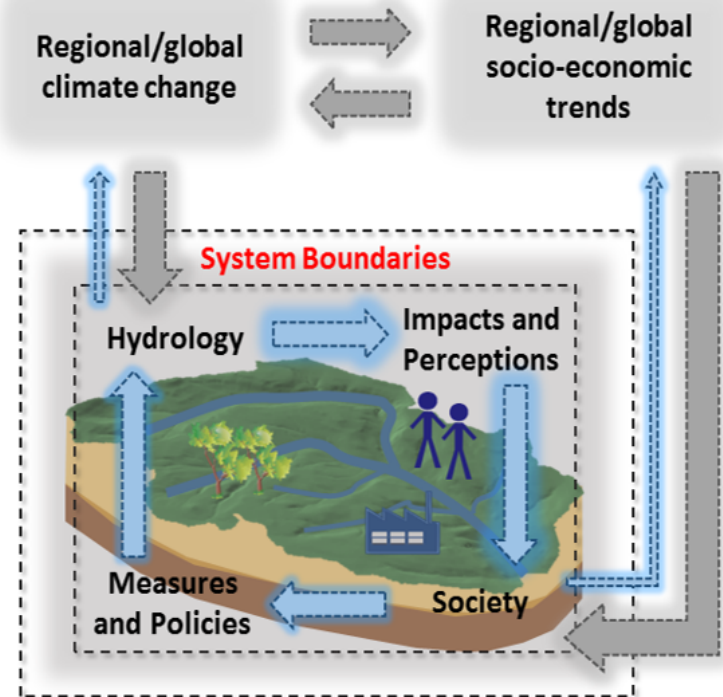 Regional/global
climate change
Regional/global
socio-economic
trends
System Boundaries
Hydrology
Impacts and
Perceptions
Measures
and Policies
Society